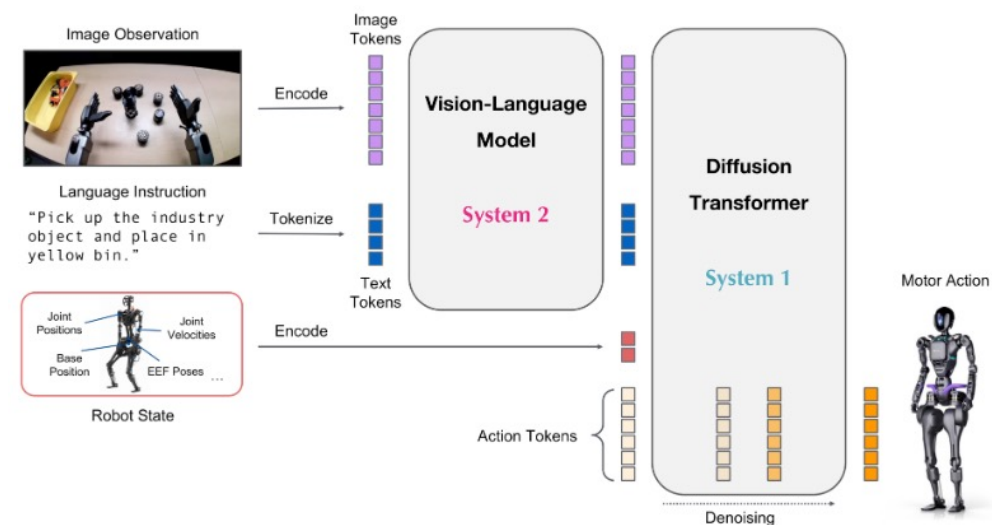 Image Observation
Encode
Image
Tokens
Vision-Language
Model
System 2
Diffusion
Transformer
System 1
Language Instruction
“Pick up the industry
object and place in
yellow bin.”
Tokenize
Text
Tokens
Joint
Positions
Joint
Velocities
Base
Position
EEF Poses
...
Robot State
Encode
Action Tokens
Denoising
Motor Action